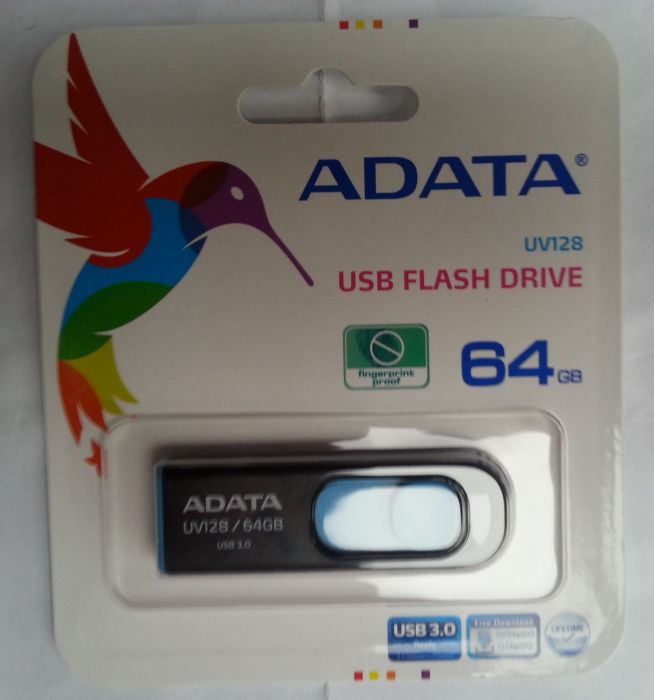 ADATA®
UV128
USB FLASH DRIVE
fingerprint
proof
64GB
ADATA
UV128 / 64GB
USB 3.0
USB 3.0
Free Download
OStoGO
LIFETIME